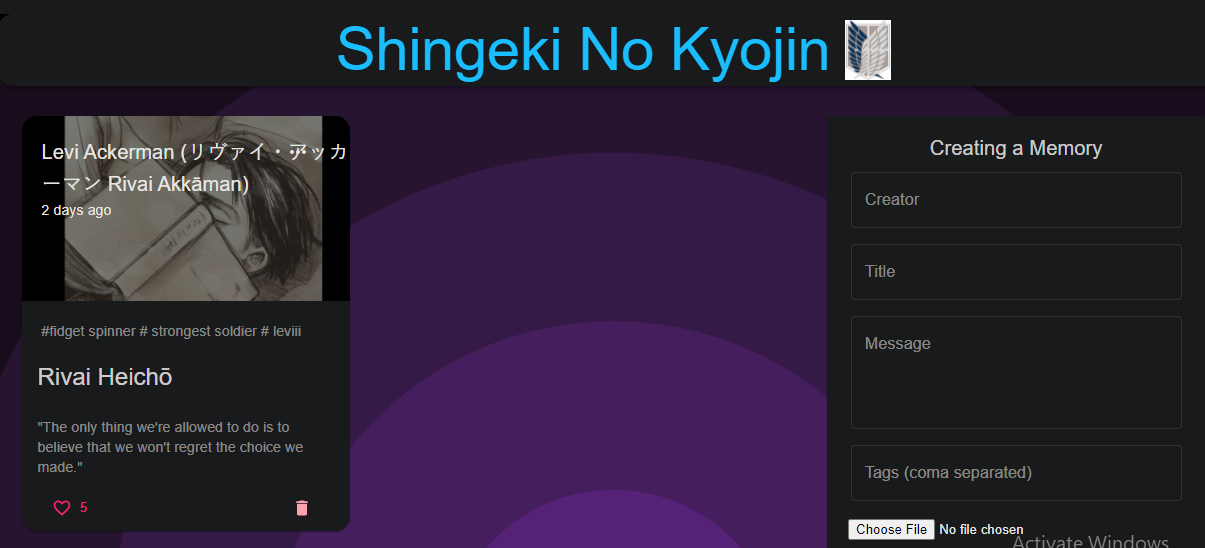 Shingeki No Kyojin
Levi Ackerman (リヴァイ・アッカ
ーマン Rivai Akkāman)
2 days ago
#fidget spinner # strongest soldier # leviii
Rivai Heichō
"The only thing we're allowed to do is to
believe that we won't regret the choice we
made."
5
Creating a Memory
Creator
Title
Message
Tags (coma separated)
Choose File No file chosen
Activate Windows